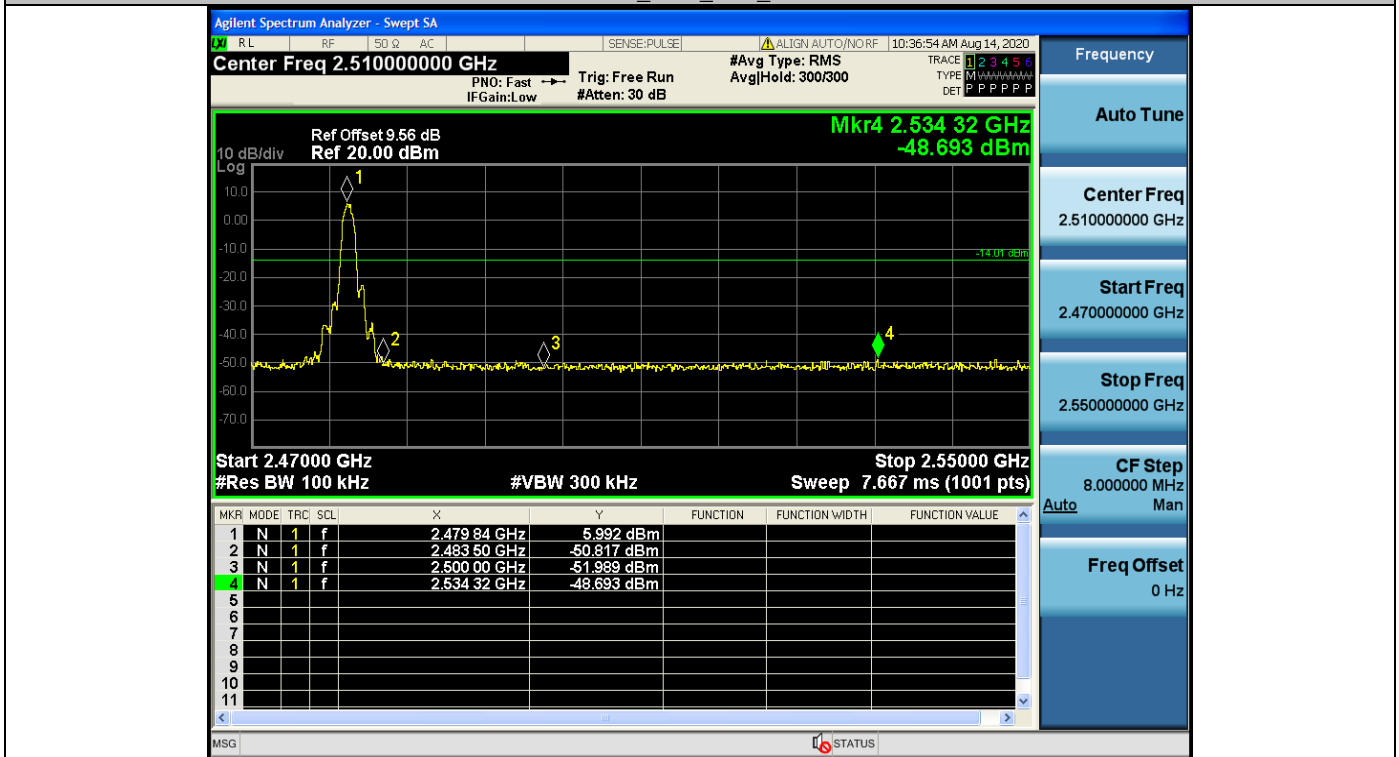 Agilent Spectrum Analyzer - Swept SA
LXI RL RF 50 Ω AC SENSE:PULSE ALIGN AUTO/NO RF 10:36:54 AM Aug 14, 2020
Center Freq 2.510000000 GHz
PNO: Fast
IFGain:Low
Trig: Free Run
#Atten: 30 dB
#Avg Type: RMS
Avg|Hold: 300/300
TRACE 1 2 3 4 5 6
TYPE M
DET P P P P P P
Mkr4 2.534 32 GHz
-48.693 dBm
Ref Offset 9.56 dB
10 dB/div Ref 20.00 dBm
Log
10.0
0.00
-10.0
-20.0
-30.0
-40.0
-50.0
-60.0
-70.0
-14.01 dBm
1
2
3
4
Start 2.47000 GHz Stop 2.55000 GHz
#Res BW 100 kHz #VBW 300 kHz Sweep 7.667 ms (1001 pts)
MKR MODE TRC SCL X Y FUNCTION FUNCTION WIDTH FUNCTION VALUE
1 N 1 f 2.479 84 GHz 5.992 dBm
2 N 1 f 2.483 50 GHz -50.817 dBm
3 N 1 f 2.500 00 GHz -51.989 dBm
4 N 1 f 2.534 32 GHz -48.693 dBm
5
6
7
8
9
10
11
MSG STATUS
Frequency
Auto Tune
Center Freq
2.510000000 GHz
Start Freq
2.470000000 GHz
Stop Freq
2.550000000 GHz
CF Step
8.000000 MHz
Auto Man
Freq Offset
0 Hz